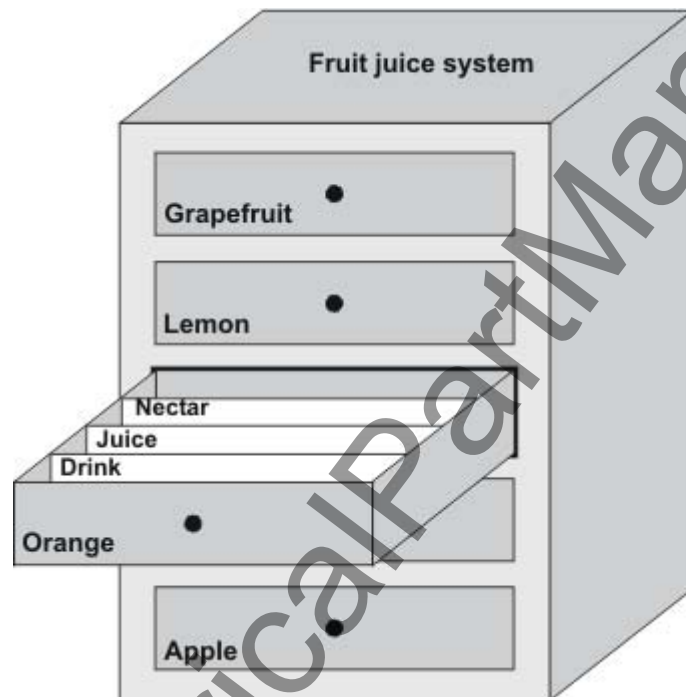 Fruit juice system
Grapefruit
Lemon
Nectar
Juice
Drink
Orange
Apple